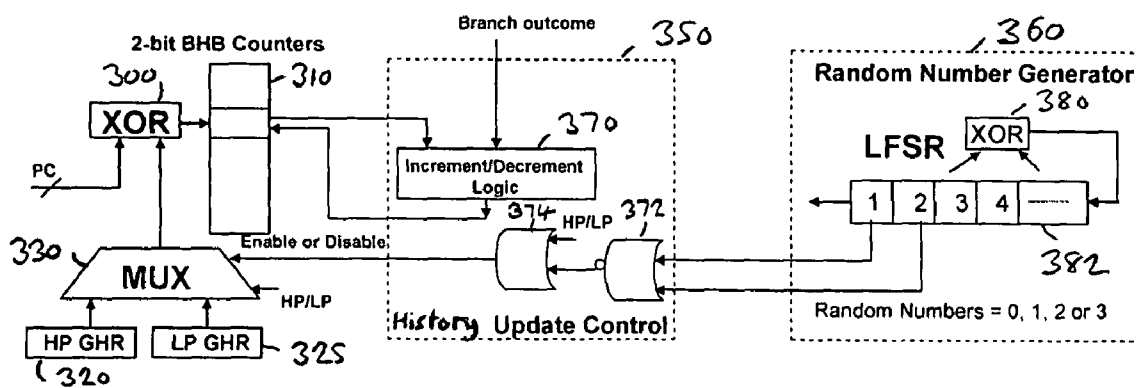 Branch outcome
350
360
2-bit BHB Counters
300
310
Random Number Generator
380
XOR
370
XOR
LFSR
PC
Increment/Decrement
Logic
1 2 3 4
374
HP/LP
372
382
Enable or Disable
330
MUX
HP/LP
History Update Control
Random Numbers = 0, 1, 2 or 3
HP GHR
LP GHR
325
320